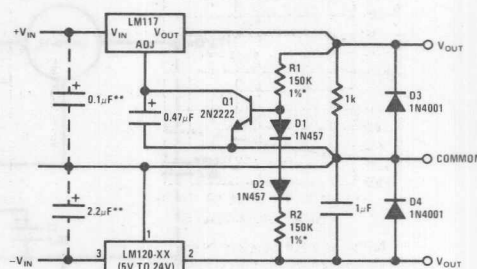 LM117
+VIN
VIN VOUT
ADJ
VOUT
R1
150K
1%*
Q1
2N2222
1k
D3
1N4001
0.1µF**
0.47µF
D1
1N457
COMMON
D2
1N457
2.2µF**
R2
150K
1%*
1µF
D4
1N4001
1
-VIN
3
LM120-XX
(5V TO 24V)
2
VOUT